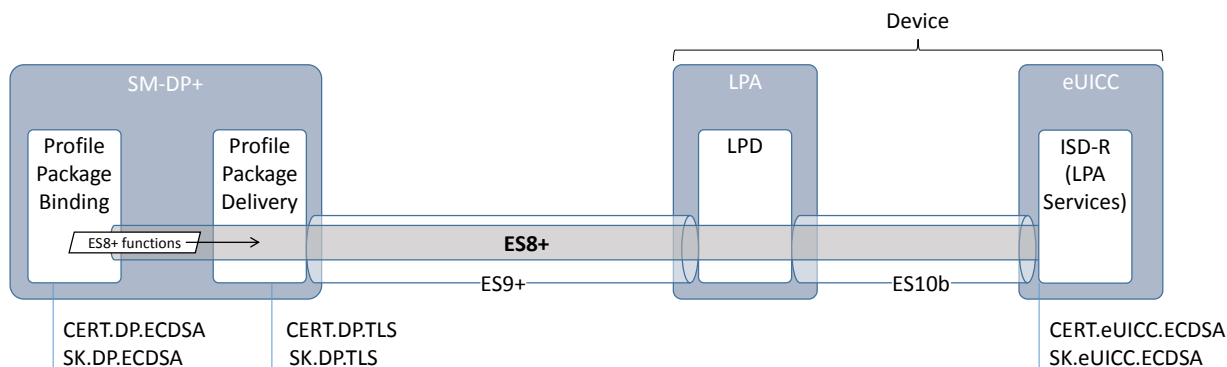 Device
SM-DP+
LPA
eUICC
Profile
Package
Binding
Profile
Package
Delivery
LPD
ISD-R
(LPA
Services)
ES8+ functions
ES8+
ES9+
ES10b
CERT.DP.ECDSA
SK.DP.ECDSA
CERT.DP.TLS
SK.DP.TLS
CERT.eUICC.ECDSA
SK.eUICC.ECDSA